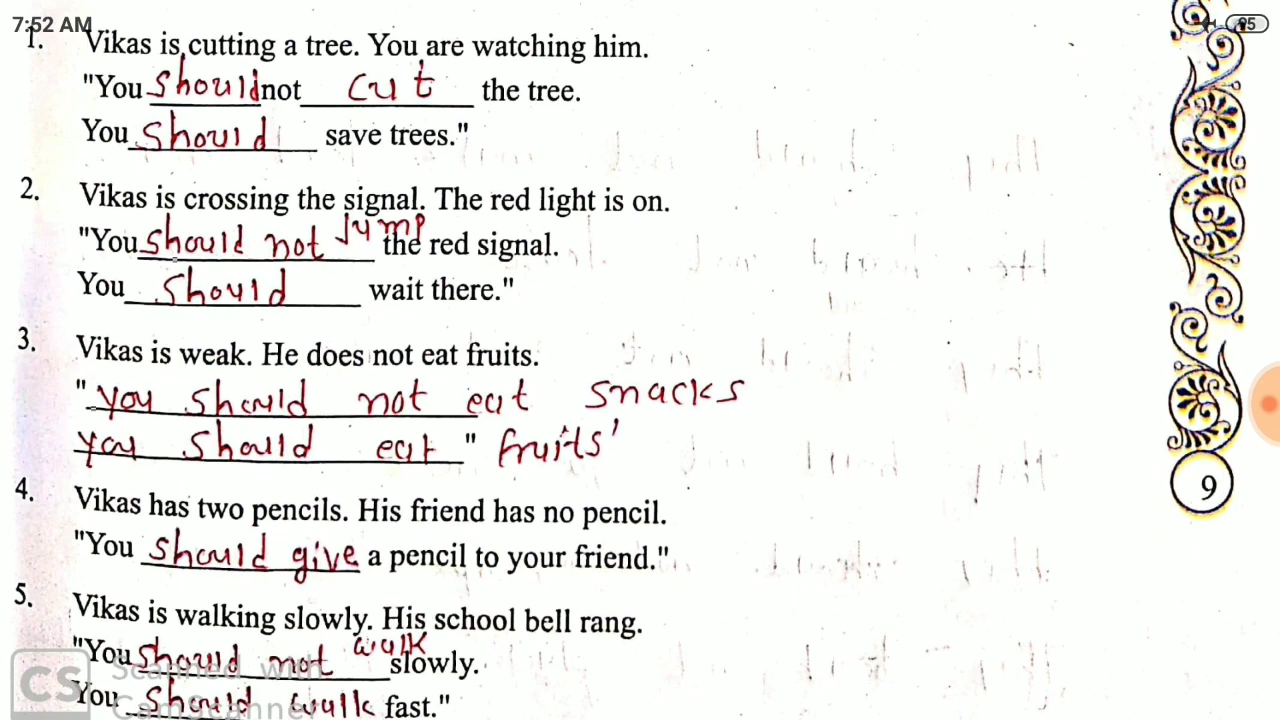 7:52 AM
95
1. Vikas is cutting a tree. You are watching him.
"You should not cut the tree.
You should save trees."
2. Vikas is crossing the signal. The red light is on.
"You should not jump the red signal.
You should wait there."
3. Vikas is weak. He does not eat fruits.
"you should not eat snacks
you should eat " fruits'
9
4. Vikas has two pencils. His friend has no pencil.
"You should give a pencil to your friend."
5. Vikas is walking slowly. His school bell rang.
"You should not walk slowly.
You should walk fast."
CS Scanned with
CamScanner